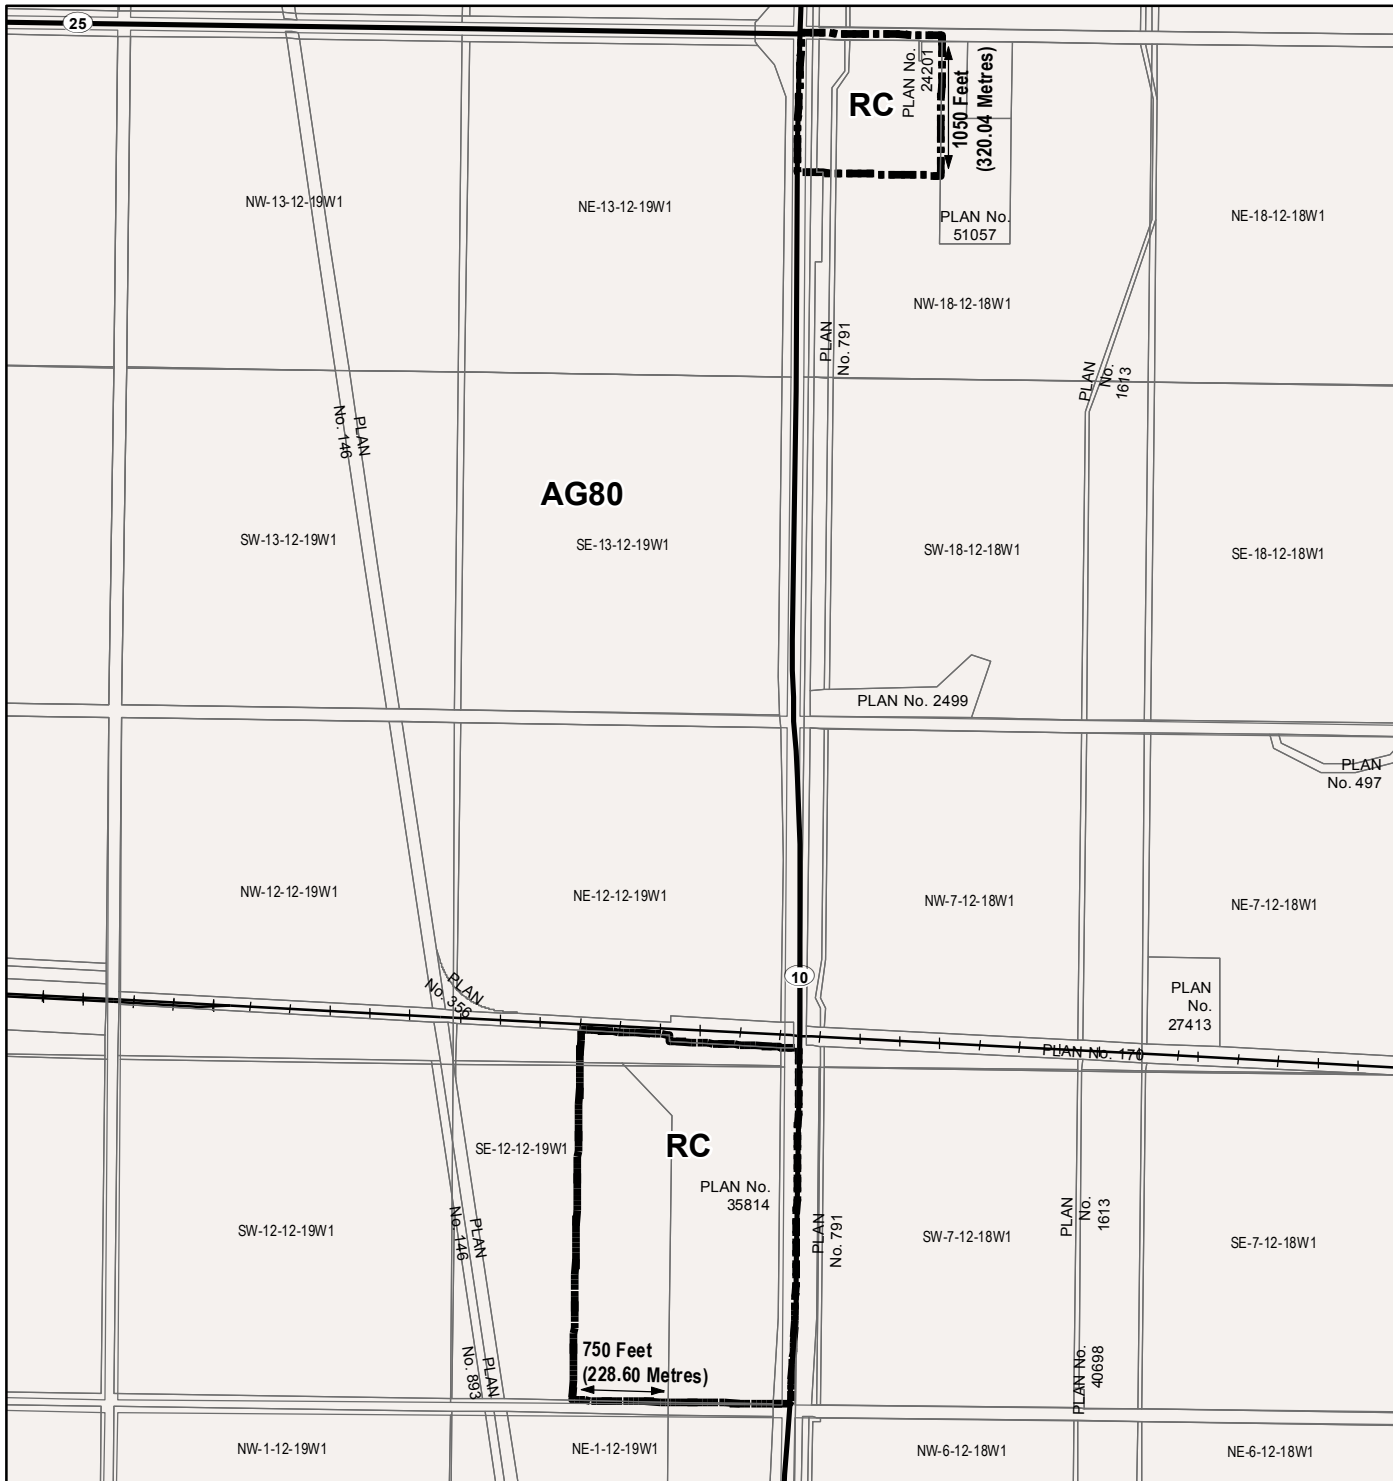 25
PLAN No.
24201
RC
1050 Feet
(320.04 Metres)
NW-13-12-19W1
NE-13-12-19W1
PLAN No.
51057
NE-18-12-18W1
NW-18-12-18W1
PLAN
No. 791
PLAN
No.
1613
PLAN
No. 146
AG80
SW-13-12-19W1
SE-13-12-19W1
SW-18-12-18W1
SE-18-12-18W1
PLAN No. 2499
PLAN
No. 497
NW-12-12-19W1
NE-12-12-19W1
NW-7-12-18W1
NE-7-12-18W1
10
PLAN
No. 356
PLAN
No.
27413
PLAN No. 170
SE-12-12-19W1
RC
PLAN No.
35814
SW-12-12-19W1
PLAN
No. 146
PLAN
No. 791
SW-7-12-18W1
PLAN
No.
1613
SE-7-12-18W1
750 Feet
(228.60 Metres)
PLAN
No. 893
PLAN No.
40698
NW-1-12-19W1
NE-1-12-19W1
NW-6-12-18W1
NE-6-12-18W1